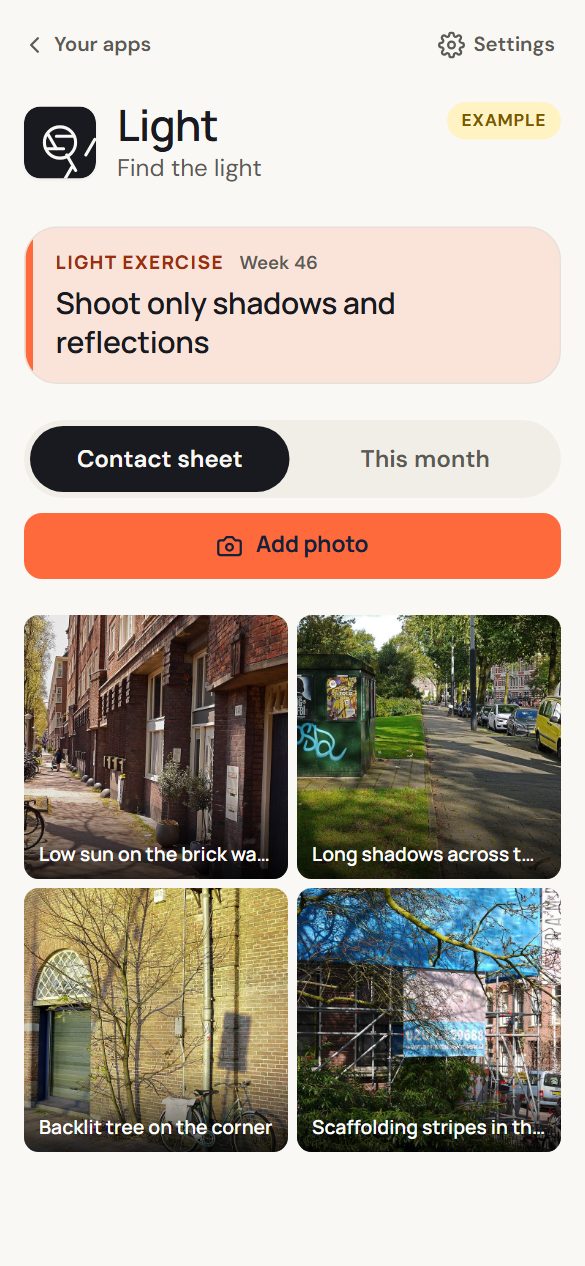 Your apps
Settings
Light
EXAMPLE
Find the light
LIGHT EXERCISE Week 46
Shoot only shadows and
reflections
Contact sheet
This month
Add photo
Low sun on the brick wa...
Long shadows across t...
Backlit tree on the corner
Scaffolding stripes in th...